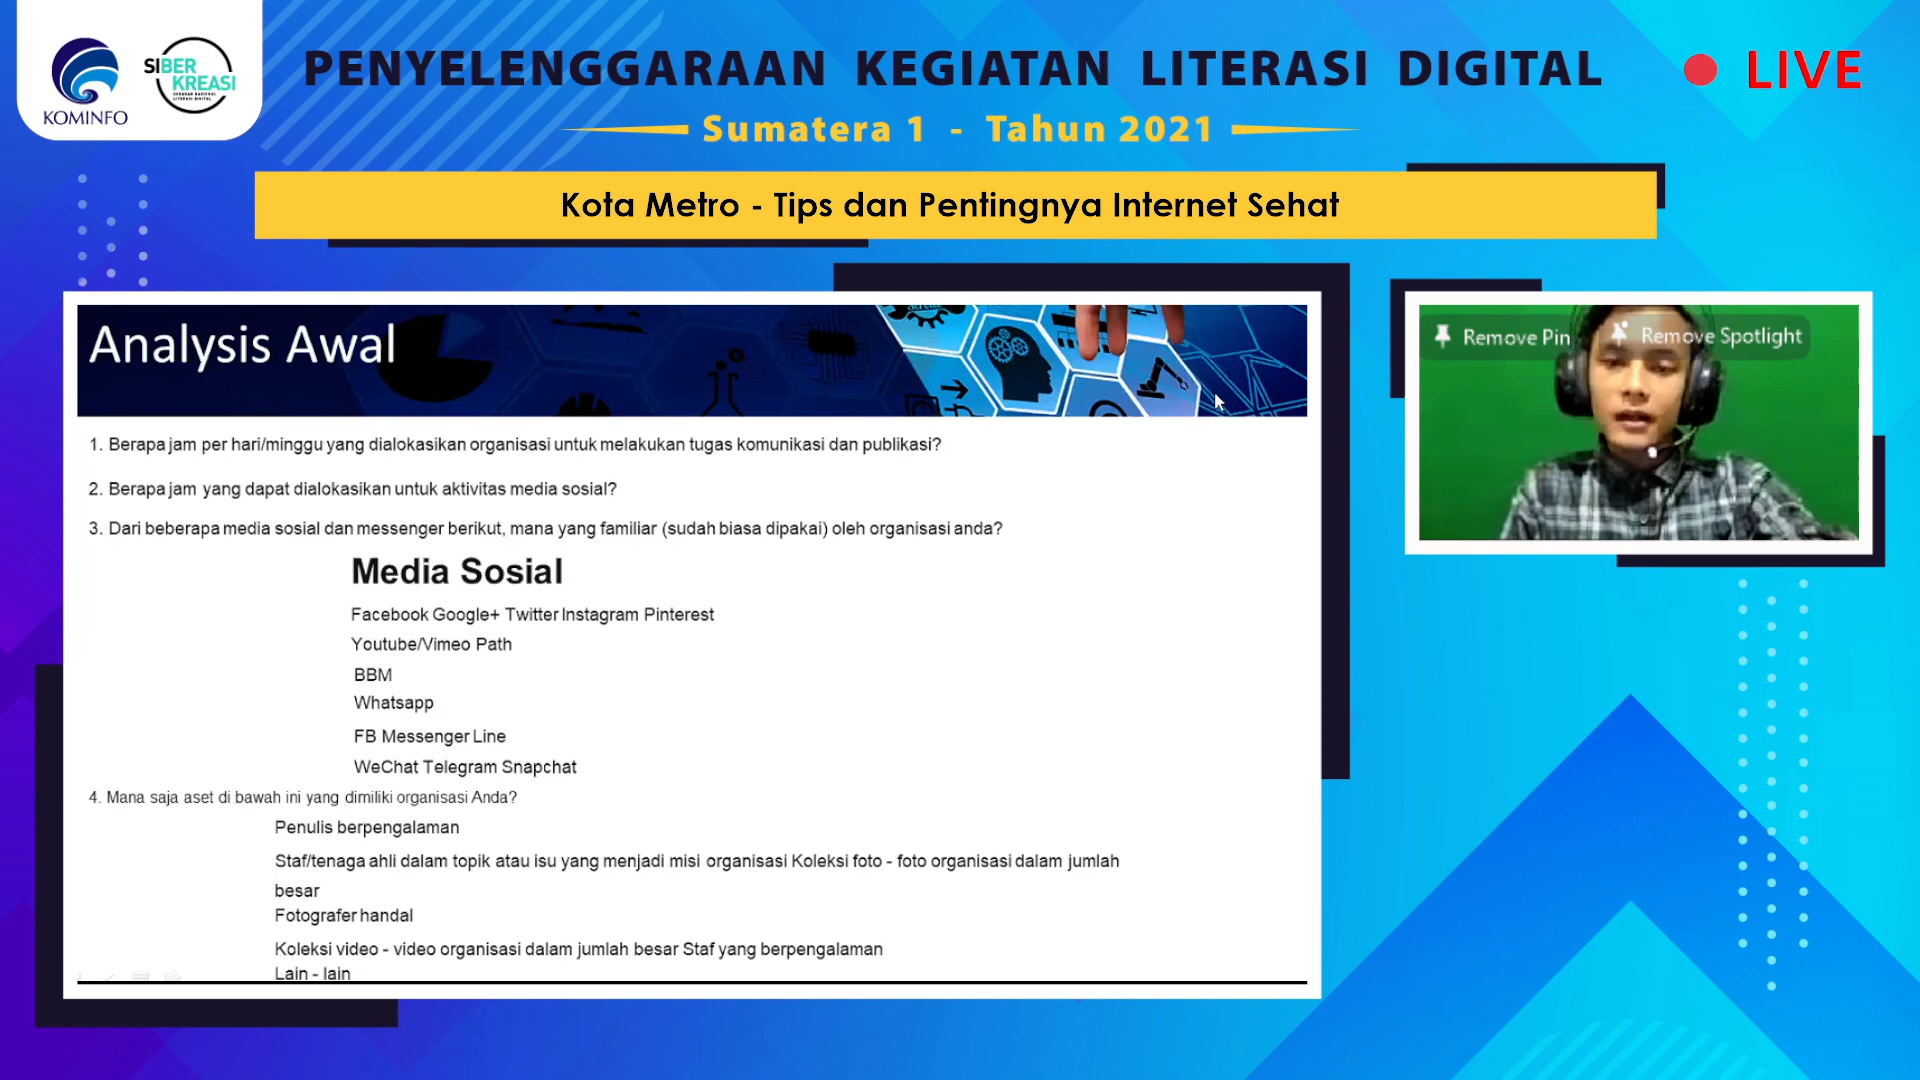 KOMINFO
SIBER
KREASI
PENYELENGGARAAN KEGIATAN LITERASI DIGITAL
LIVE
Sumatera 1 - Tahun 2021
Kota Metro - Tips dan Pentingnya Internet Sehat
Analysis Awal
Remove Pin
Remove Spotlight
1. Berapa jam per hari/minggu yang dialokasikan organisasi untuk melakukan tugas komunikasi dan publikasi?
2. Berapa jam yang dapat dialokasikan untuk aktivitas media sosial?
3. Dari beberapa media sosial dan messenger berikut, mana yang familiar (sudah biasa dipakai) oleh organisasi anda?
Media Sosial
Facebook Google+ Twitter Instagram Pinterest
Youtube/Vimeo Path
BBM
Whatsapp
FB Messenger Line
WeChat Telegram Snapchat
4. Mana saja aset di bawah ini yang dimiliki organisasi Anda?
Penulis berpengalaman
Staf/tenaga ahli dalam topik atau isu yang menjadi misi organisasi Koleksi foto - foto organisasi dalam jumlah
besar
Fotografer handal
Koleksi video - video organisasi dalam jumlah besar Staf yang berpengalaman
Lain - lain